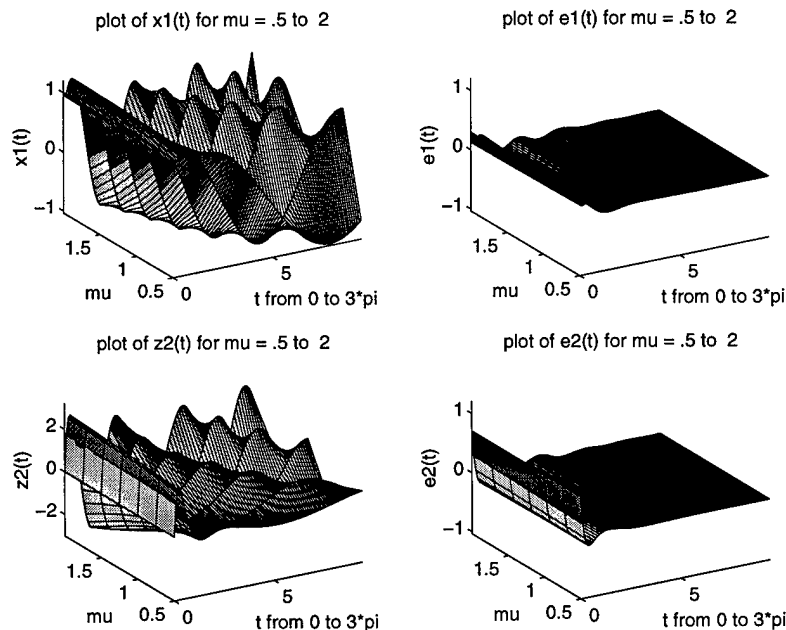 plot of x1(t) for mu = .5 to 2
1
0
−1
x1(t)
1.5
1
0.5
mu
0
5
t from 0 to 3*pi
plot of e1(t) for mu = .5 to 2
1
0
−1
e1(t)
1.5
1
0.5
mu
0
5
t from 0 to 3*pi
plot of z2(t) for mu = .5 to 2
2
0
−2
z2(t)
1.5
1
0.5
mu
0
5
t from 0 to 3*pi
plot of e2(t) for mu = .5 to 2
1
0
−1
e2(t)
1.5
1
0.5
mu
0
5
t from 0 to 3*pi